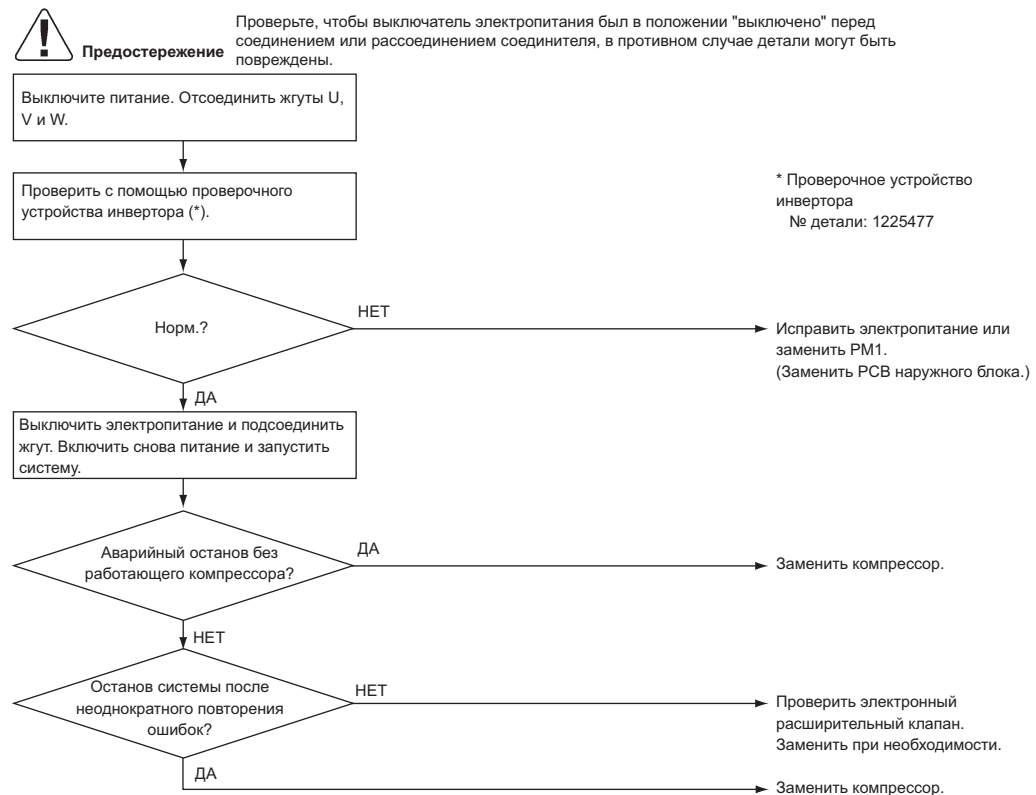 Предостережение
Проверьте, чтобы выключатель электропитания был в положении "выключено" перед
соединением или рассоединением соединителя, в противном случае детали могут быть
повреждены.
Выключите питание. Отсоединить жгуты U,
V и W.
Проверить с помощью проверочного
устройства инвертора (*).
* Проверочное устройство
инвертора
№ детали: 1225477
Норм.?
НЕТ
Исправить электропитание или
заменить PM1.
(Заменить PCB наружного блока.)
ДА
Выключить электропитание и подсоединить
жгут. Включить снова питание и запустить
систему.
Аварийный останов без
работающего компрессора?
ДА
Заменить компрессор.
НЕТ
Останов системы после
неоднократного повторения
ошибок?
НЕТ
Проверить электронный
расширительный клапан.
Заменить при необходимости.
ДА
Заменить компрессор.